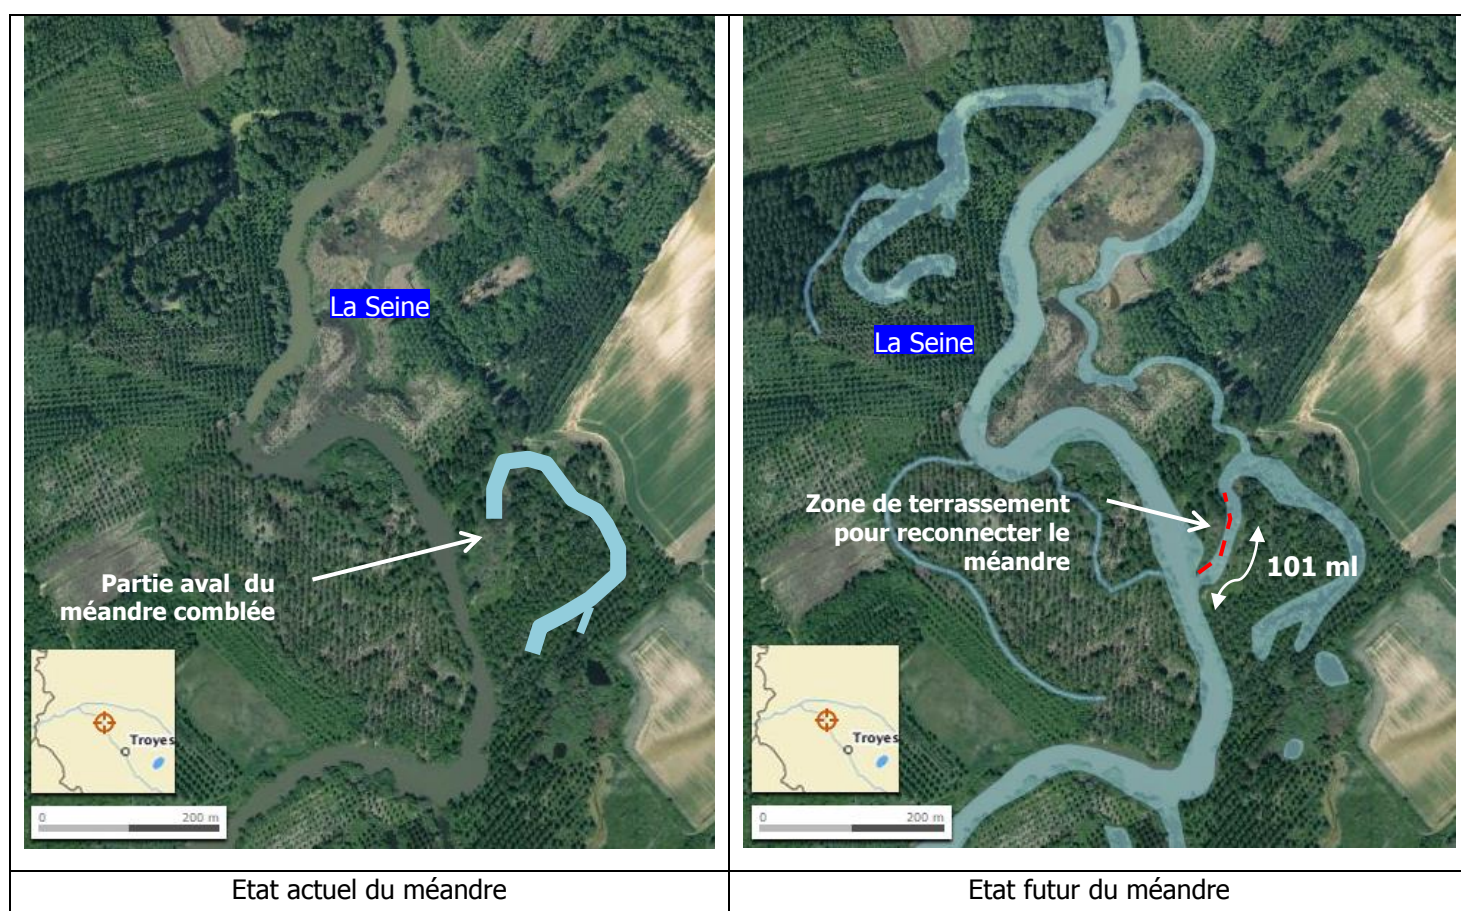 La Seine
Partie aval du
méandre comblée
Troyes
0 200 m
Etat actuel du méandre
La Seine
Zone de terrassement
pour reconnecter le
méandre
101 ml
Troyes
0 200 m
Etat futur du méandre